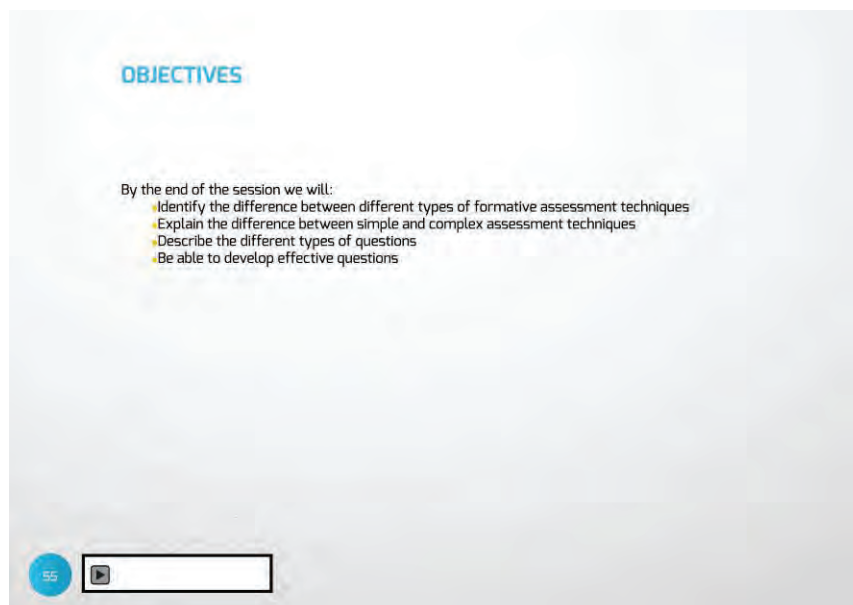 OBJECTIVES
By the end of the session we will:
Identify the difference between different types of formative assessment techniques
Explain the difference between simple and complex assessment techniques
Describe the different types of questions
Be able to develop effective questions
55